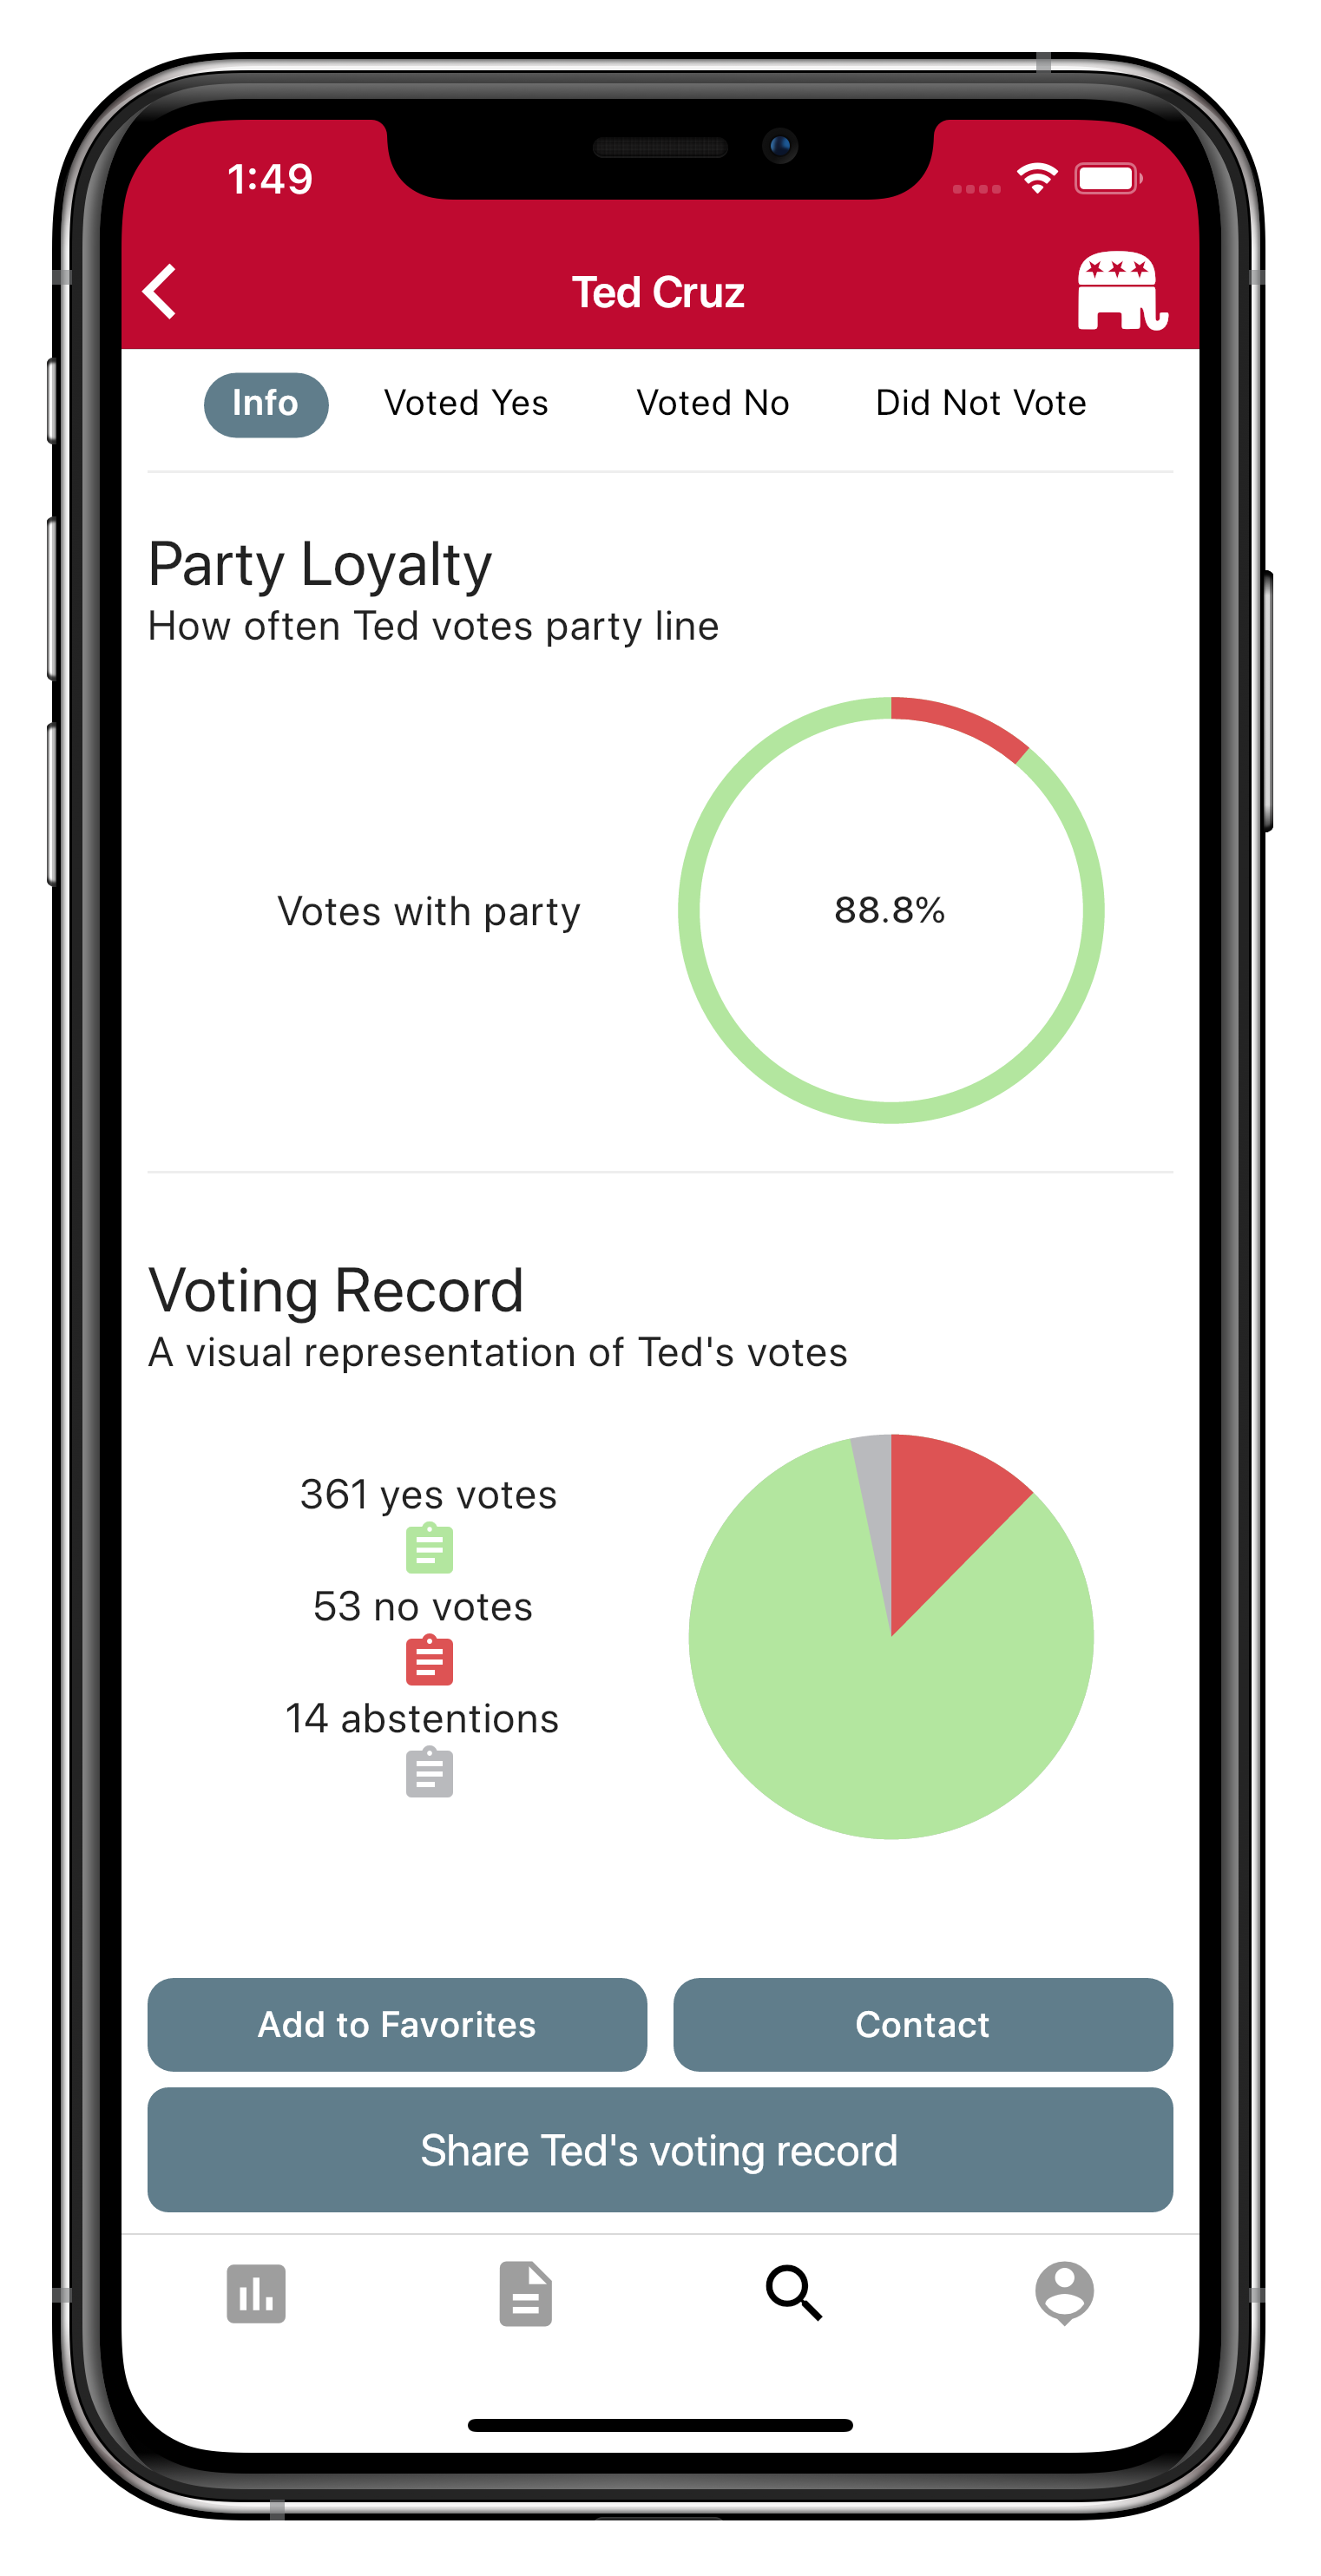 1:49
Ted Cruz
Info Voted Yes Voted No Did Not Vote
Party Loyalty
How often Ted votes party line
Votes with party 88.8%
Voting Record
A visual representation of Ted's votes
361 yes votes
53 no votes
14 abstentions
Add to Favorites Contact
Share Ted's voting record